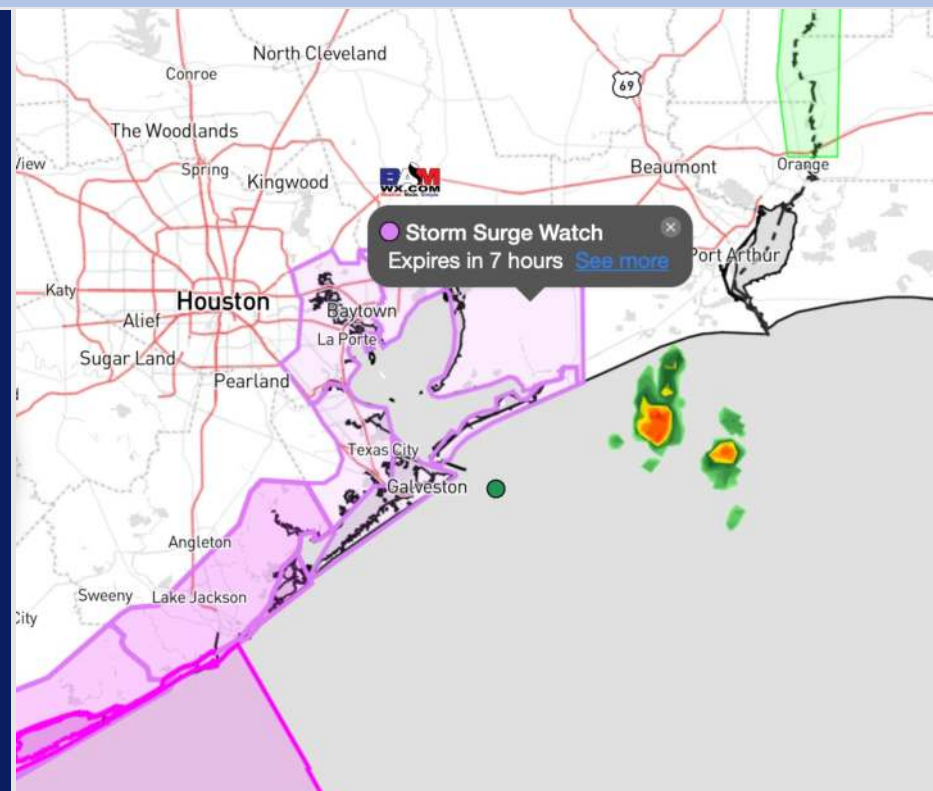 North Cleveland
Conroe
69
The Woodlands
Spring
Kingwood
BAM
WX.COM
Beaumont
Orange
Storm Surge Watch
Expires in 7 hours See more
Port Arthur
Katy
Houston
Alief
Baytown
La Porte
Sugar Land
Pearland
Texas City
Galveston
Angleton
Sweeny
Lake Jackson
City